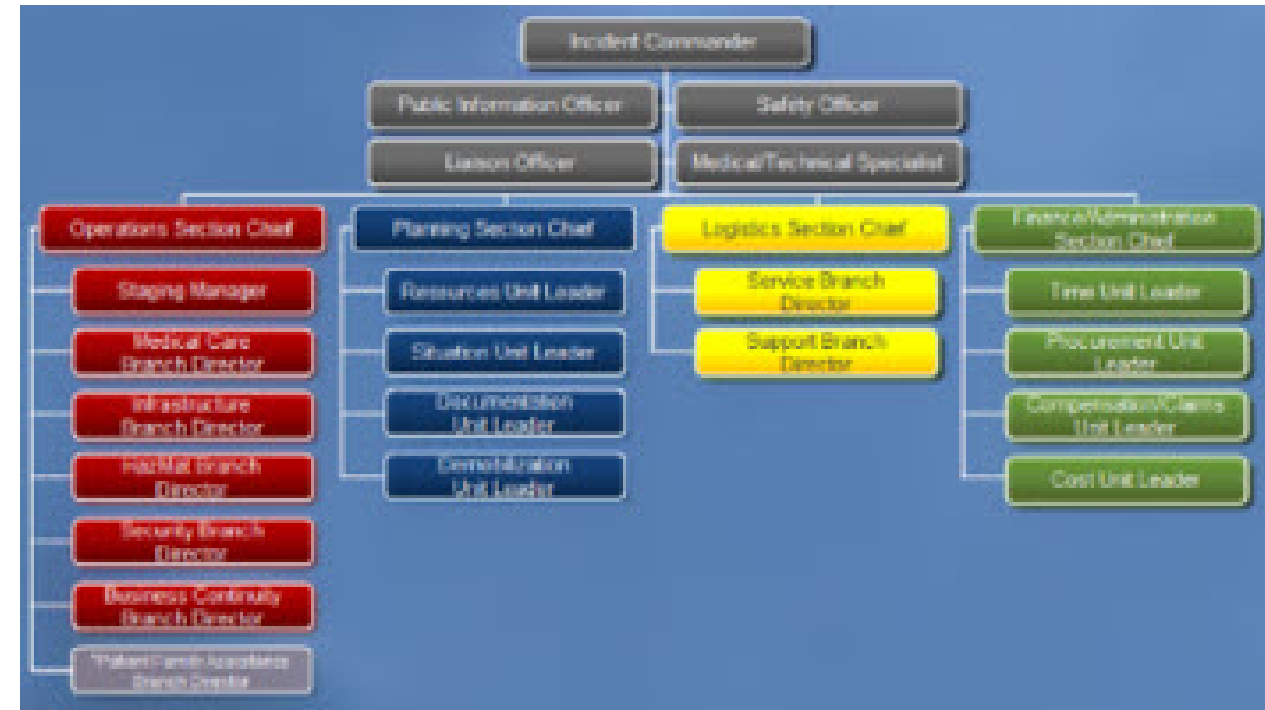 Incident Commander
Public Information Officer
Safety Officer
Liaison Officer
Medical/Technical Specialist
Operations Section Chief
Staging Manager
Medical Care
Branch Director
Infrastructure
Branch Director
HazMat Branch
Director
Security Branch
Director
Business Continuity
Branch Director
*Patient Family Assistance
Branch Director
Planning Section Chief
Resources Unit Leader
Situation Unit Leader
Documentation
Unit Leader
Demobilization
Unit Leader
Logistics Section Chief
Service Branch
Director
Support Branch
Director
Finance/Administration
Section Chief
Time Unit Leader
Procurement Unit
Leader
Compensation/Claims
Unit Leader
Cost Unit Leader